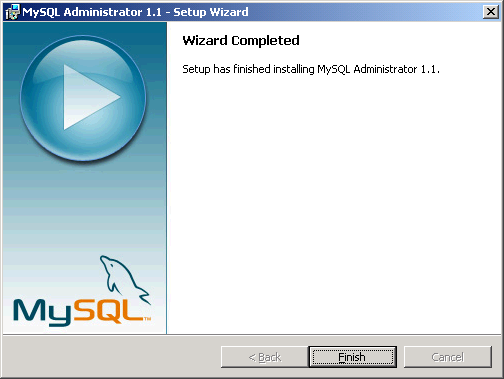 MySQL Administrator 1.1 - Setup Wizard
Wizard Completed
Setup has finished installing MySQL Administrator 1.1.
MySQL™
< Back
Finish
Cancel